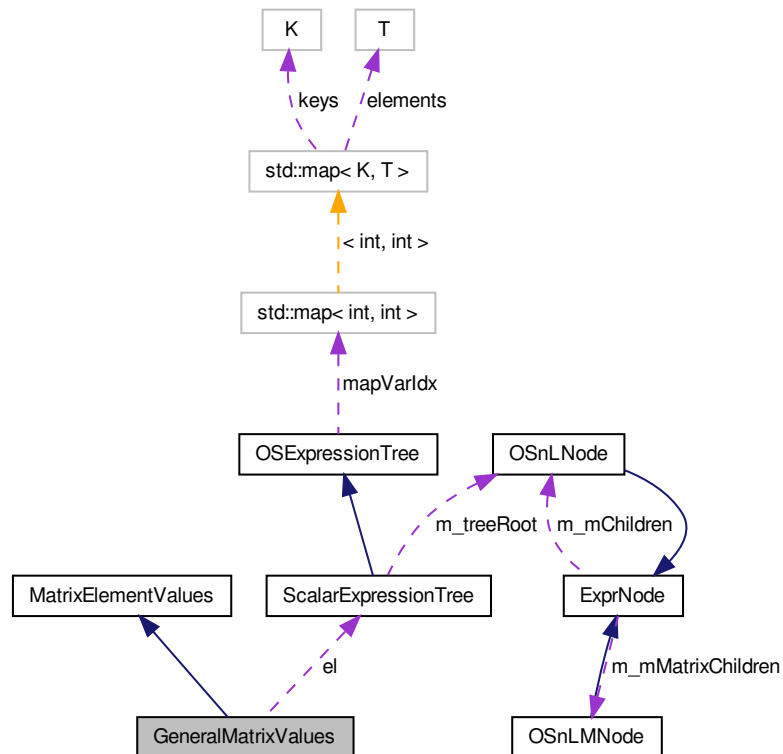 K
T
keys
elements
std::map< K, T >
< int, int >
std::map< int, int >
mapVarIdx
OSExpressionTree
OSnLNode
m_treeRoot
m_mChildren
MatrixElementValues
ScalarExpressionTree
ExprNode
el
m_mMatrixChildren
GeneralMatrixValues
OSnLMNode